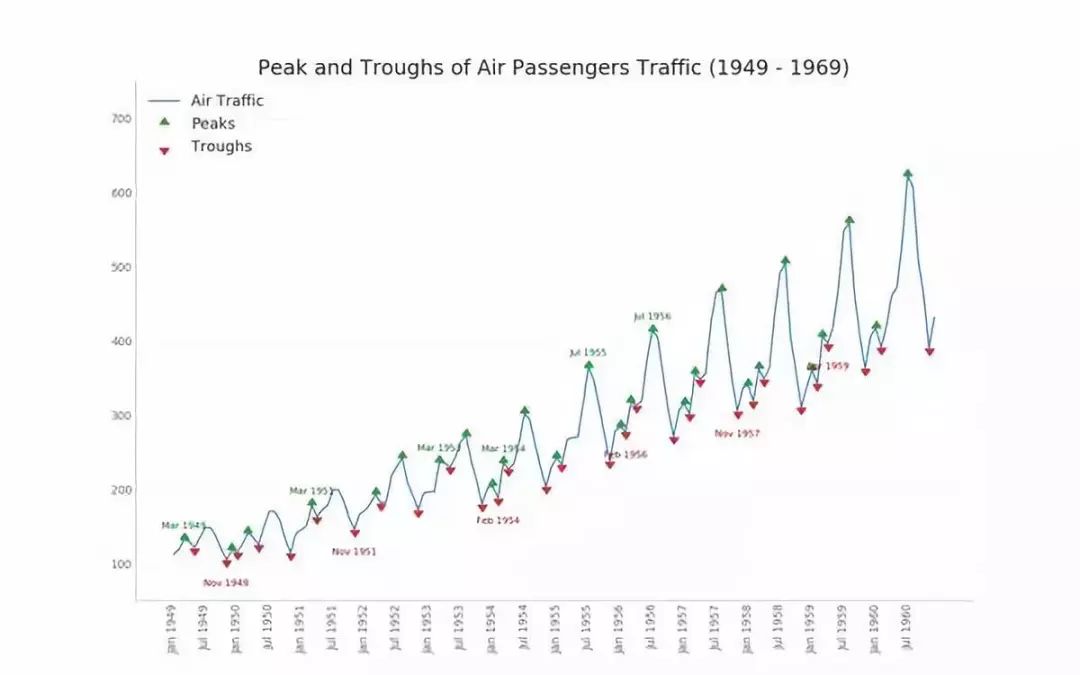 Peak and Troughs of Air Passengers Traffic (1949 - 1969)
Air Traffic
Peaks
Troughs
700
600
500
400
300
200
100
Jul 1956
Jul 1955
Apr 1959
Nov 1957
Feb 1956
Mar 1953
Mar 1954
Mar 1951
Feb 1954
Mar 1949
Nov 1951
Nov 1949
Jan 1949
Jul 1949
Jan 1950
Jul 1950
Jan 1951
Jul 1951
Jan 1952
Jul 1952
Jan 1953
Jul 1953
Jan 1954
Jul 1954
Jan 1955
Jul 1955
Jan 1956
Jul 1956
Jan 1957
Jul 1957
Jan 1958
Jul 1958
Jan 1959
Jul 1959
Jan 1960
Jul 1960